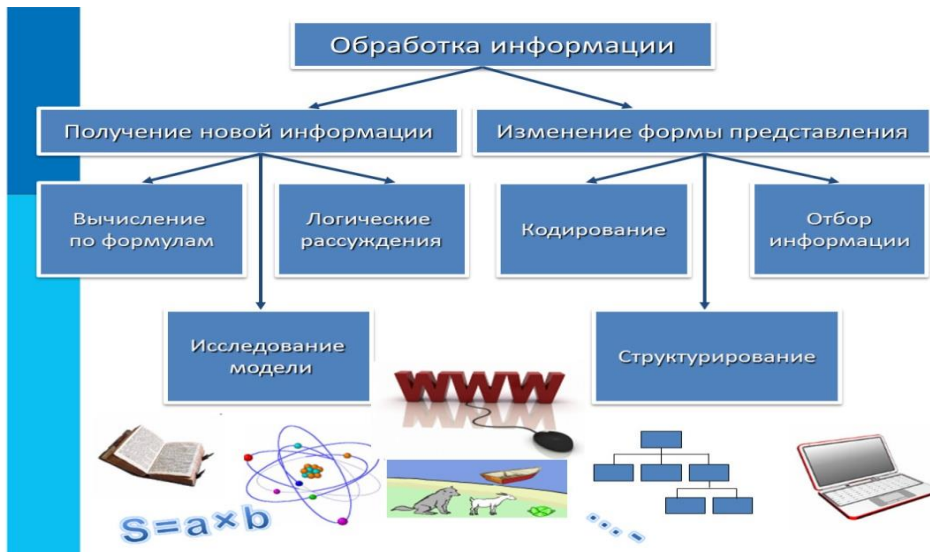 Обработка информации
Получение новой информации
Изменение формы представления
Вычисление
по формулам
Логические
рассуждения
Кодирование
Отбор
информации
Исследование
модели
Структурирование
WWW
S=a×b
...-